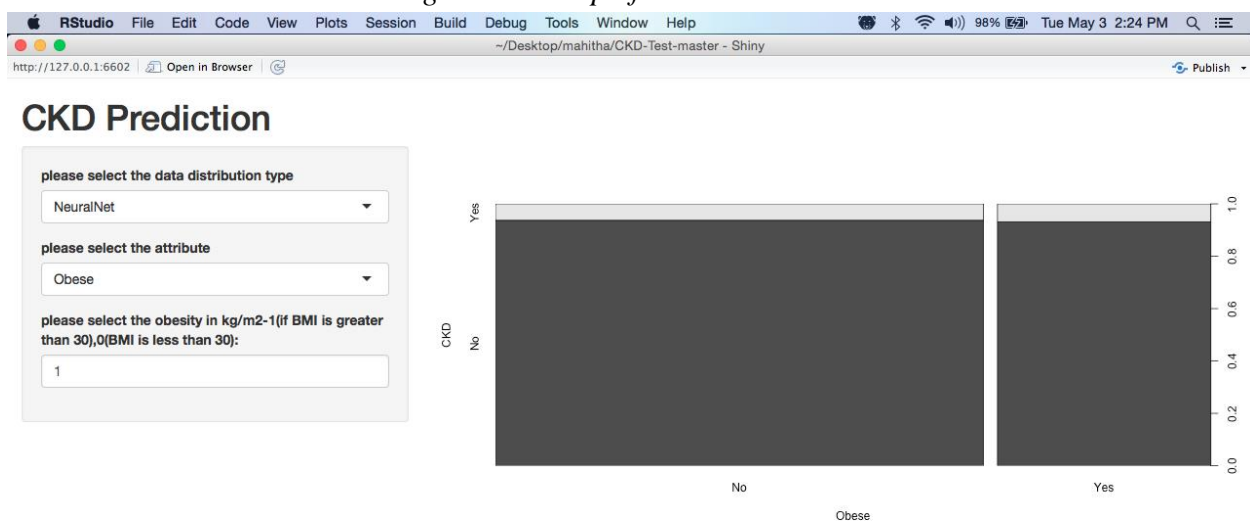 RStudio File Edit Code View Plots Session Build Debug Tools Window Help 98% Tue May 3 2:24 PM
~/Desktop/mahitha/CKD-Test-master - Shiny
http://127.0.0.1:6602 Open in Browser Publish
CKD Prediction
please select the data distribution type
NeuralNet
please select the attribute
Obese
please select the obesity in kg/m2-1(if BMI is greater
than 30),0(BMI is less than 30):
1
CKD
Yes
No
1.0
0.8
0.6
0.4
0.2
0.0
No Yes
Obese